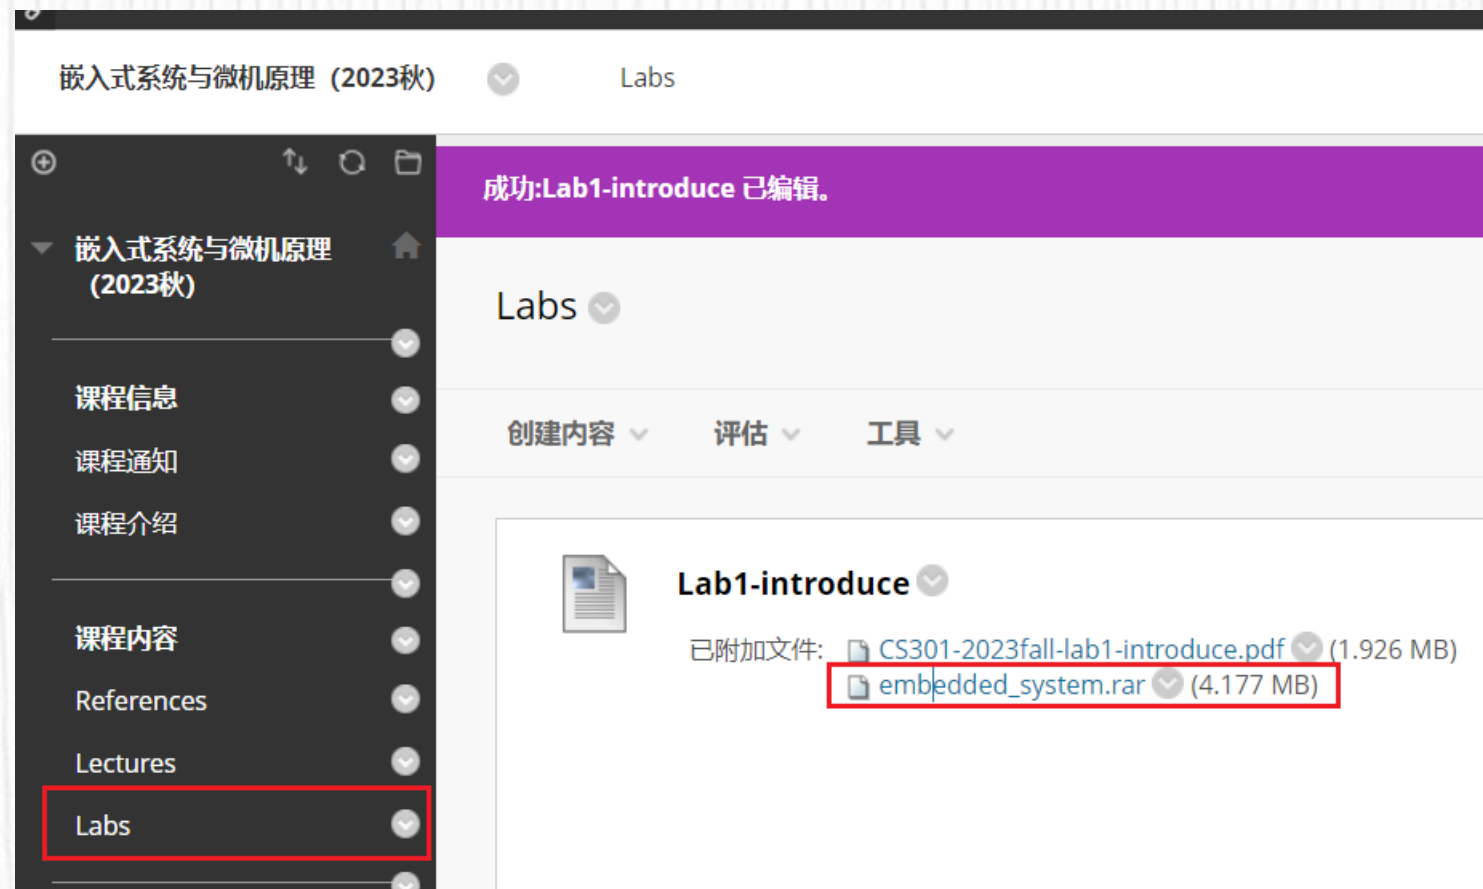 嵌入式系统与微机原理（2023秋）
Labs
成功:Lab1-introduce 已编辑。
嵌入式系统与微机原理
（2023秋）
课程信息
课程通知
课程介绍
课程内容
References
Lectures
Labs
Labs
创建内容 评估 工具
Lab1-introduce
已附加文件: CS301-2023fall-lab1-introduce.pdf (1.926 MB)
embedded_system.rar (4.177 MB)